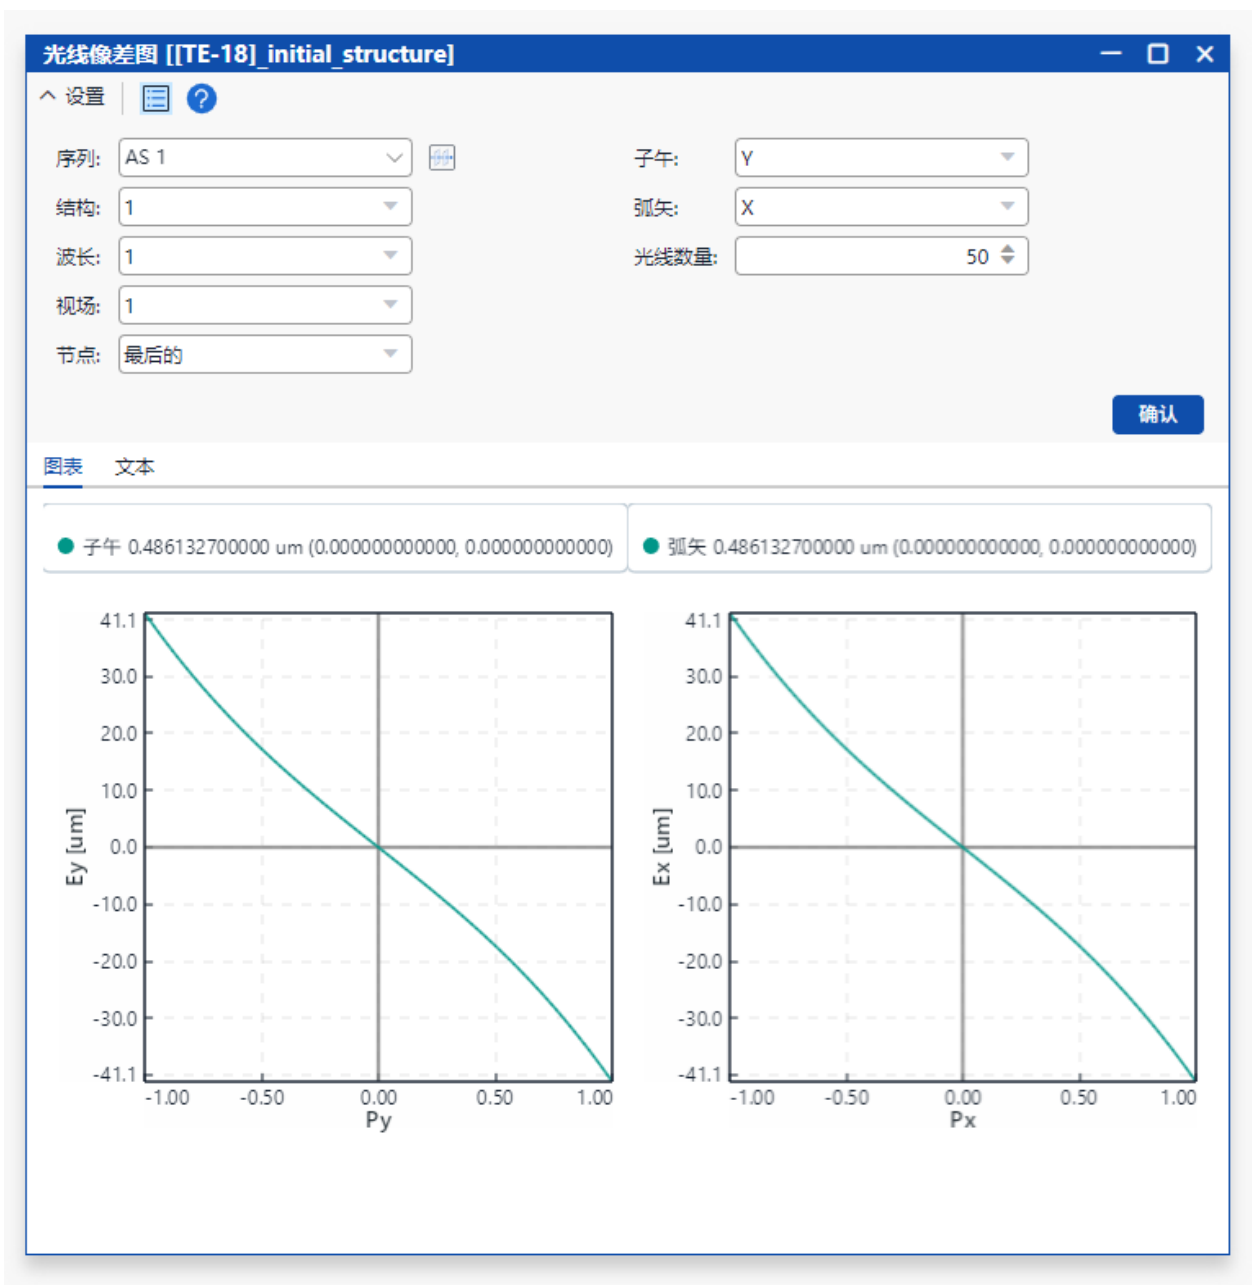 光线像差图 [[TE-18]_initial_structure]
设置
序列: AS 1
子午: Y
结构: 1
弧矢: X
波长: 1
光线数量: 50
视场: 1
节点: 最后的
确认
图表 文本
子午 0.486132700000 um (0.000000000000, 0.000000000000)
弧矢 0.486132700000 um (0.000000000000, 0.000000000000)
41.1
30.0
20.0
10.0
0.0
-10.0
-20.0
-30.0
-41.1
Ey [um]
-1.00 -0.50 0.00 0.50 1.00
Py
41.1
30.0
20.0
10.0
0.0
-10.0
-20.0
-30.0
-41.1
Ex [um]
-1.00 -0.50 0.00 0.50 1.00
Px